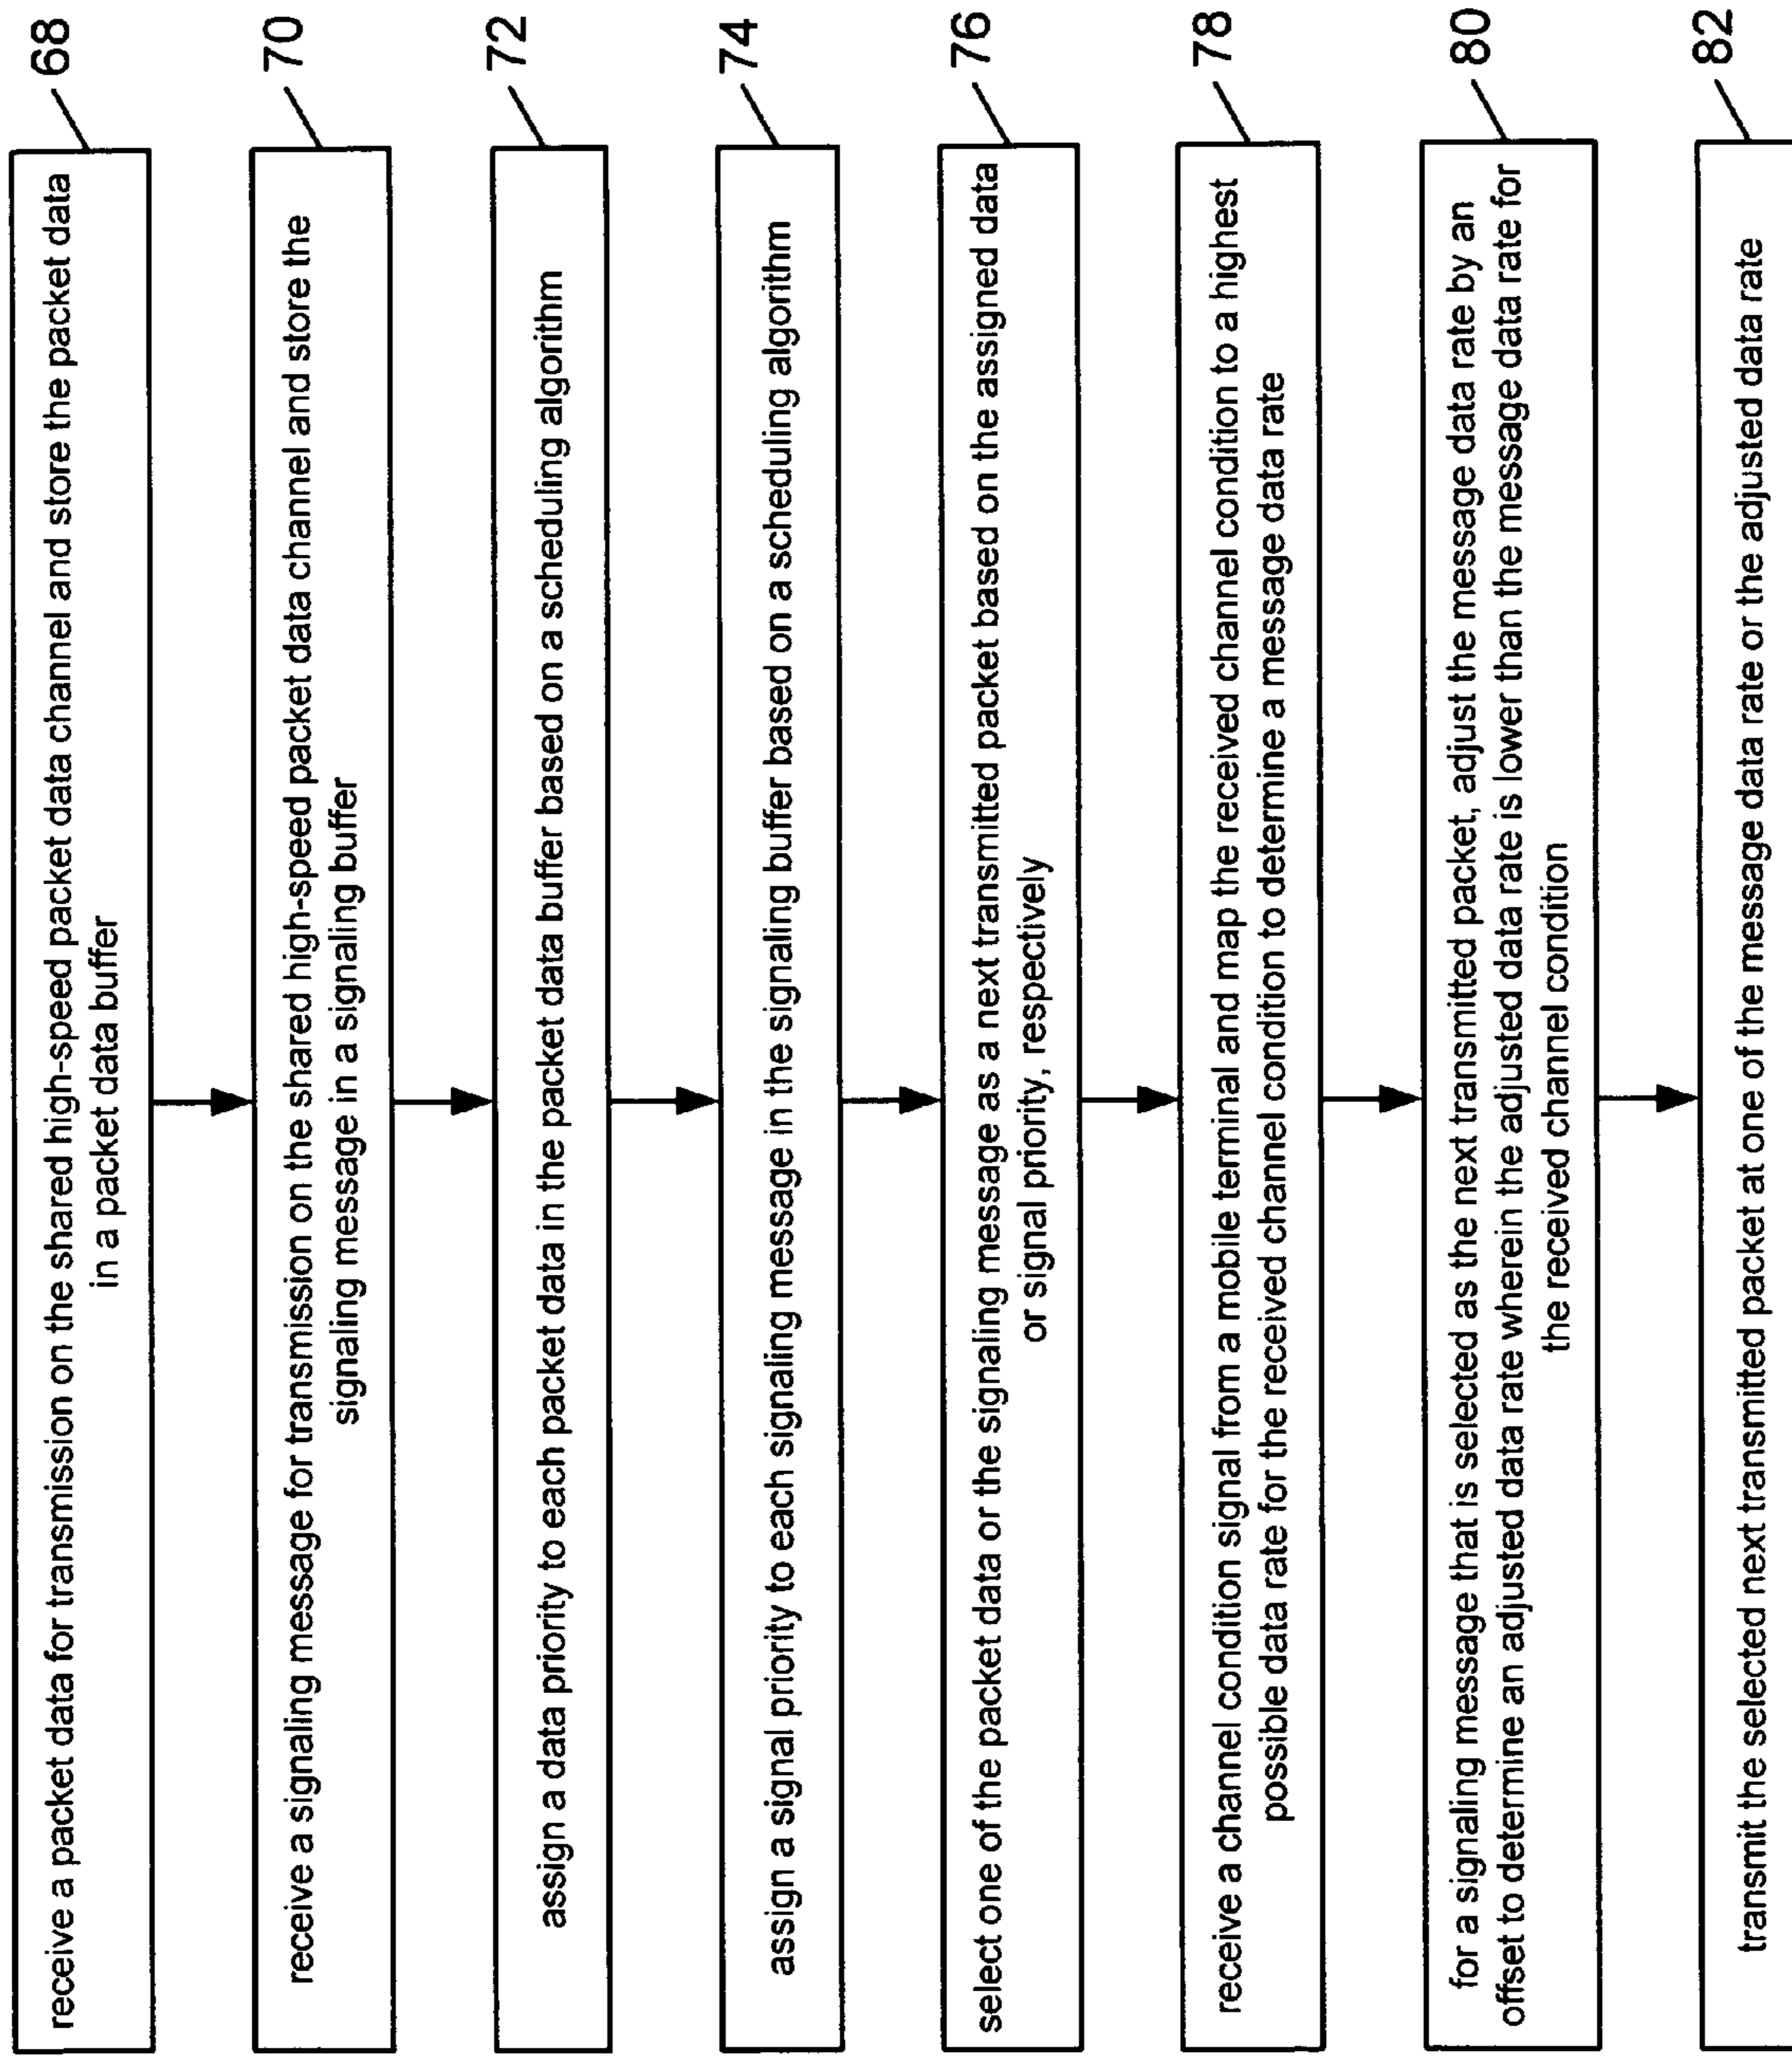 receive a packet data for transmission on the shared high-speed packet data channel and store the packet data
in a packet data buffer
68
receive a signaling message for transmission on the shared high-speed packet data channel and store the
signaling message in a signaling buffer
70
assign a data priority to each packet data in the packet data buffer based on a scheduling algorithm
72
assign a signal priority to each signaling message in the signaling buffer based on a scheduling algorithm
74
select one of the packet data or the signaling message as a next transmitted packet based on the assigned data
or signal priority, respectively
76
receive a channel condition signal from a mobile terminal and map the received channel condition to a highest
possible data rate for the received channel condition to determine a message data rate
78
for a signaling message that is selected as the next transmitted packet, adjust the message data rate by an
offset to determine an adjusted data rate wherein the adjusted data rate is lower than the message data rate for
the received channel condition
80
transmit the selected next transmitted packet at one of the message data rate or the adjusted data rate
82